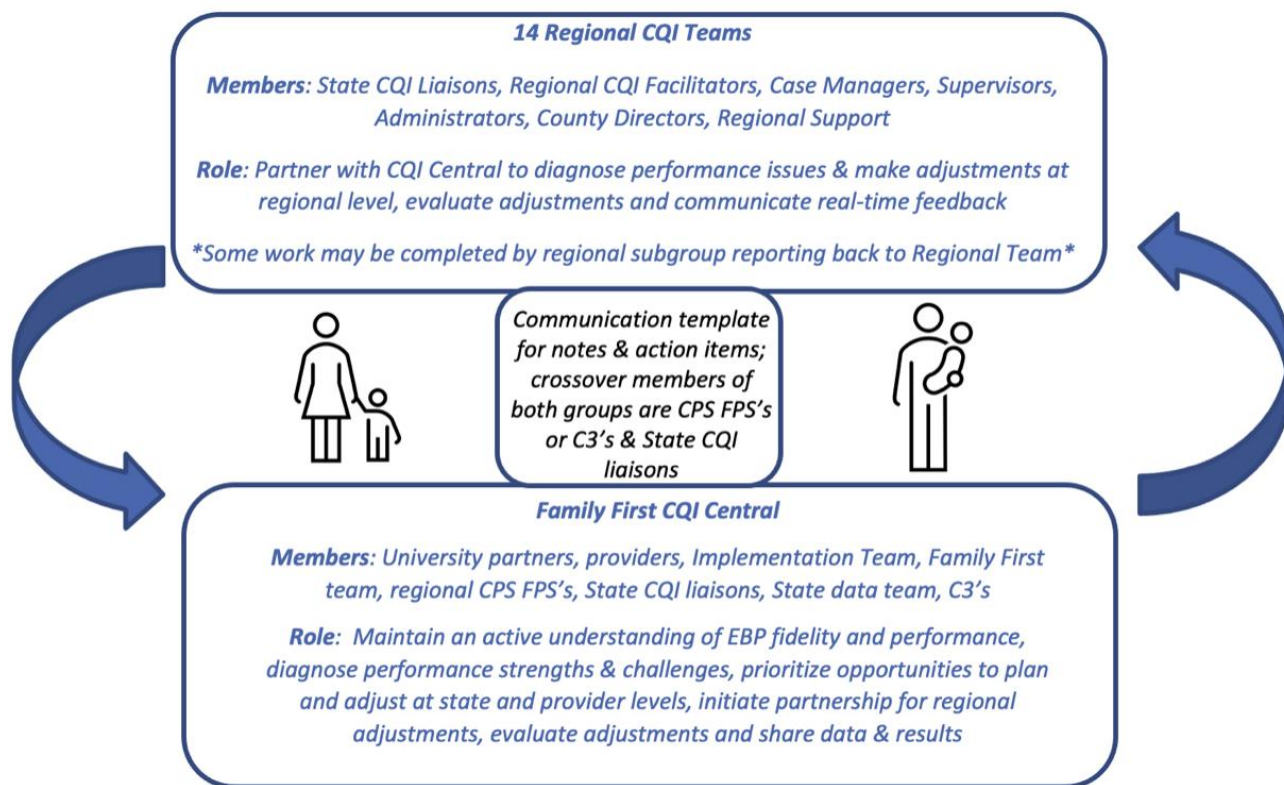 14 Regional CQI Teams
Members: State CQI Liaisons, Regional CQI Facilitators, Case Managers, Supervisors,
Administrators, County Directors, Regional Support
Role: Partner with CQI Central to diagnose performance issues & make adjustments at
regional level, evaluate adjustments and communicate real-time feedback
*Some work may be completed by regional subgroup reporting back to Regional Team*
Communication template
for notes & action items;
crossover members of
both groups are CPS FPS's
or C3's & State CQI
liaisons
Family First CQI Central
Members: University partners, providers, Implementation Team, Family First
team, regional CPS FPS's, State CQI liaisons, State data team, C3's
Role:  Maintain an active understanding of EBP fidelity and performance,
diagnose performance strengths & challenges, prioritize opportunities to plan
and adjust at state and provider levels, initiate partnership for regional
adjustments, evaluate adjustments and share data & results